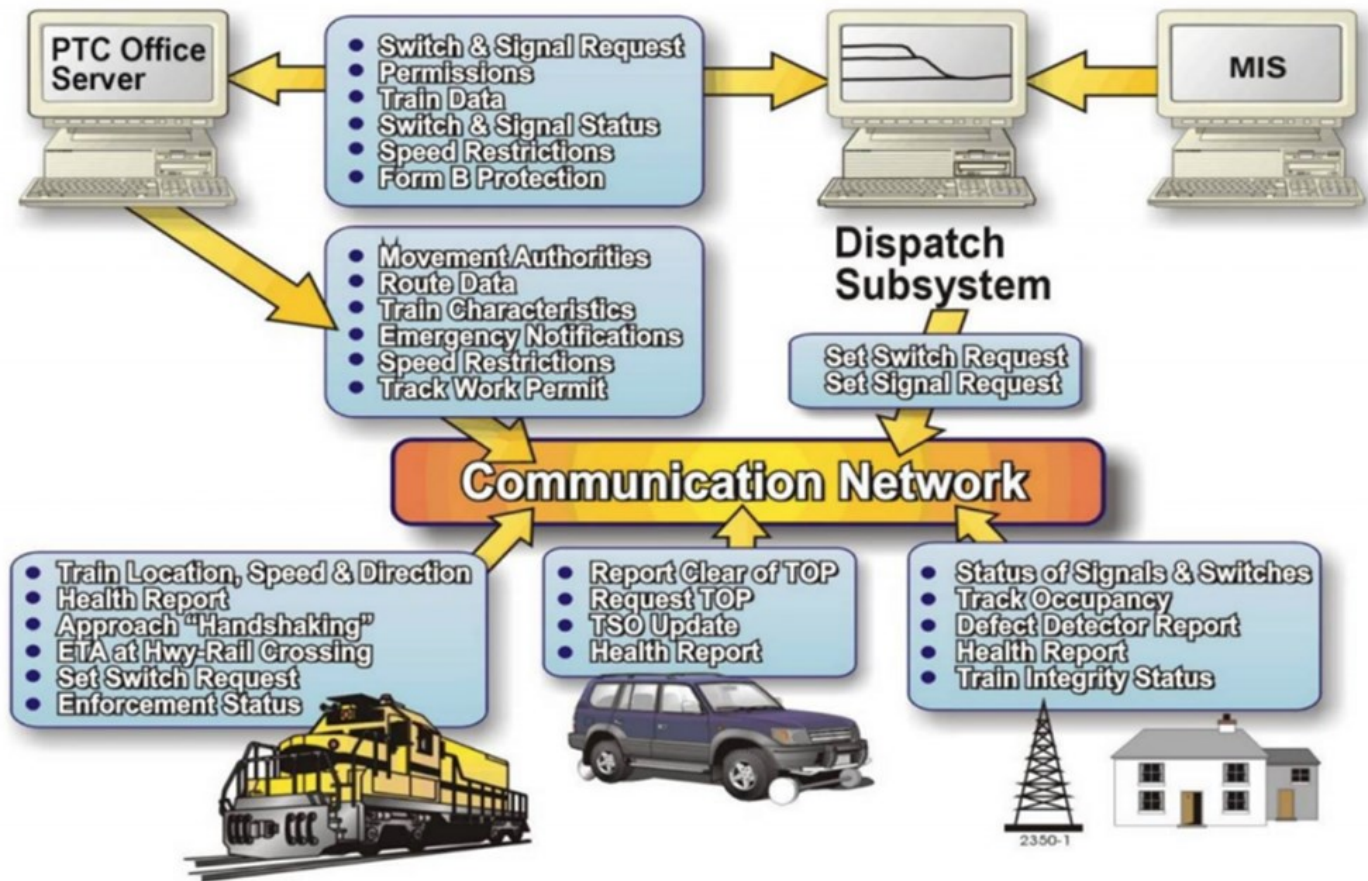 PTC Office
Server
• Switch & Signal Request
• Permissions
• Train Data
• Switch & Signal Status
• Speed Restrictions
• Form B Protection
MIS
Dispatch
Subsystem
• Movement Authorities
• Route Data
• Train Characteristics
• Emergency Notifications
• Speed Restrictions
• Track Work Permit
Set Switch Request
Set Signal Request
Communication Network
• Train Location, Speed & Direction
• Health Report
• Approach “Handshaking”
• ETA at Hwy-Rail Crossing
• Set Switch Request
• Enforcement Status
• Report Clear of TOP
• Request TOP
• TSO Update
• Health Report
• Status of Signals & Switches
• Track Occupancy
• Defect Detector Report
• Health Report
• Train Integrity Status
2350-1